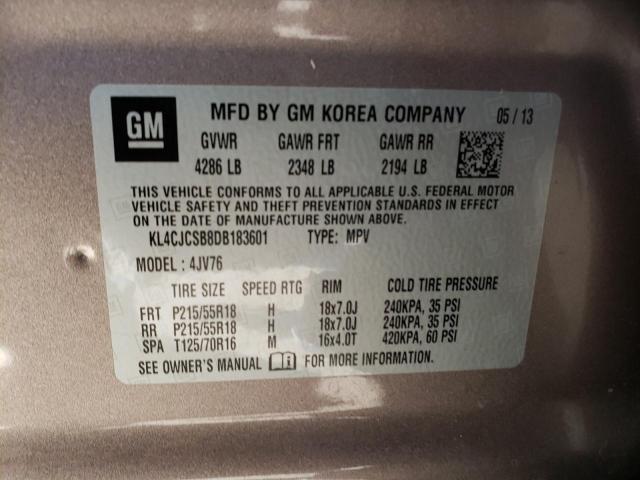 GM MFD BY GM KOREA COMPANY 05 / 13
GVWR GAWR FRT GAWR RR
4286 LB 2348 LB 2194 LB
THIS VEHICLE CONFORMS TO ALL APPLICABLE U.S. FEDERAL MOTOR
VEHICLE SAFETY AND THEFT PREVENTION STANDARDS IN EFFECT
ON THE DATE OF MANUFACTURE SHOWN ABOVE.
KL4CJCSB8DB183601 TYPE: MPV
MODEL : 4JV76
TIRE SIZE SPEED RTG RIM COLD TIRE PRESSURE
FRT P215/55R18 H 18x7.0J 240KPA, 35 PSI
RR P215/55R18 H 18x7.0J 240KPA, 35 PSI
SPA T125/70R16 M 16x4.0T 420KPA, 60 PSI
SEE OWNER'S MANUAL FOR MORE INFORMATION.